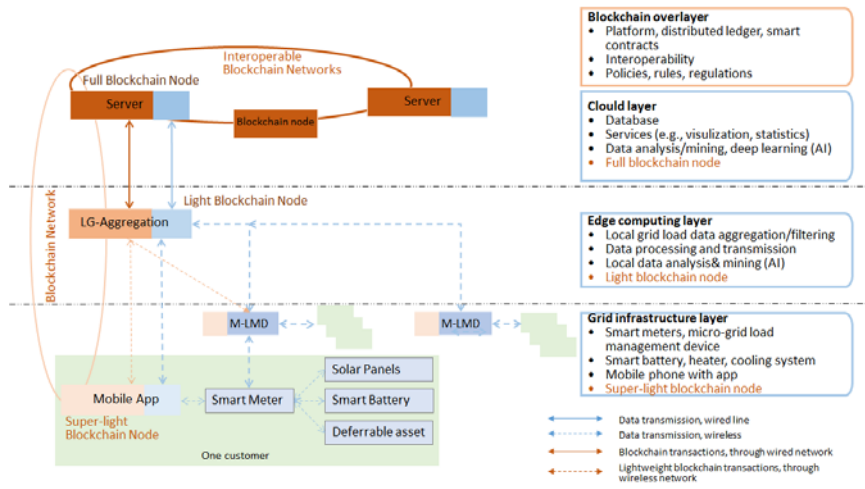 Interoperable
Blockchain Networks
Full Blockchain Node
Server
Server
Blockchain node
Light Blockchain Node
LG-Aggregation
Blockchain Network
M-LMD
M-LMD
Solar Panels
Mobile App
Smart Meter
Smart Battery
Super-light
Blockchain Node
Deferrable asset
One customer
Blockchain overlayer
• Platform, distributed ledger, smart
contracts
• Interoperability
• Policies, rules, regulations
Clould layer
• Database
• Services (e.g., visulization, statistics)
• Data analysis/mining, deep learning (AI)
• Full blockchain node
Edge computing layer
• Local grid load data aggregation/filtering
• Data processing and transmission
• Local data analysis& mining (AI)
• Light blockchain node
Grid infrastructure layer
• Smart meters, micro-grid load
management device
• Smart battery, heater, cooling system
• Mobile phone with app
• Super-light blockchain node
Data transmission, wired line
Data transmission, wireless
Blockchain transactions, through wired network
Lightweight blockchain transactions, through
wireless network